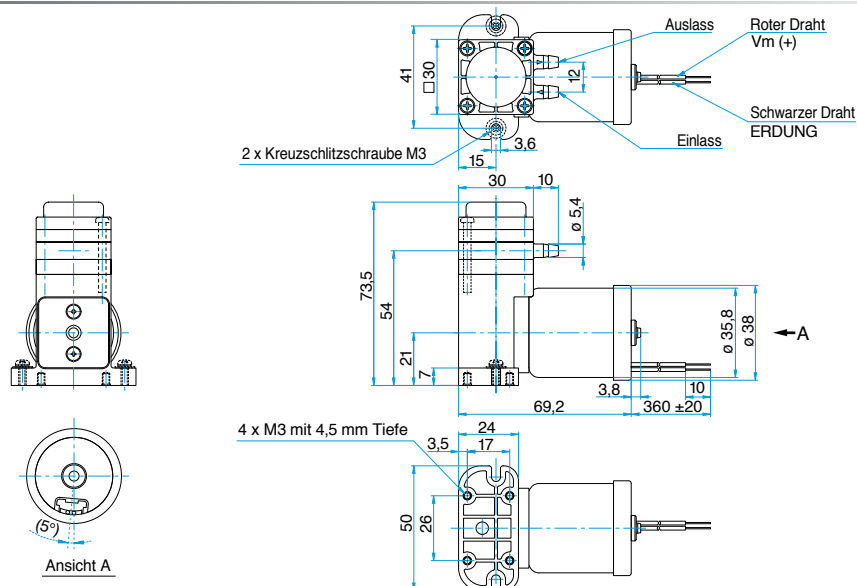 Auslass
Roter Draht
Vm (+)
41
□30
12
Schwarzer Draht
ERDUNG
Einlass
2 x Kreuzschlitzschraube M3
3,6
15
30
10
ø 5,4
73,5
54
21
7
ø 35,8
ø 38
A
3,8
10
69,2
360 ±20
4 x M3 mit 4,5 mm Tiefe
24
3,5
17
50
26
(5°)
Ansicht A